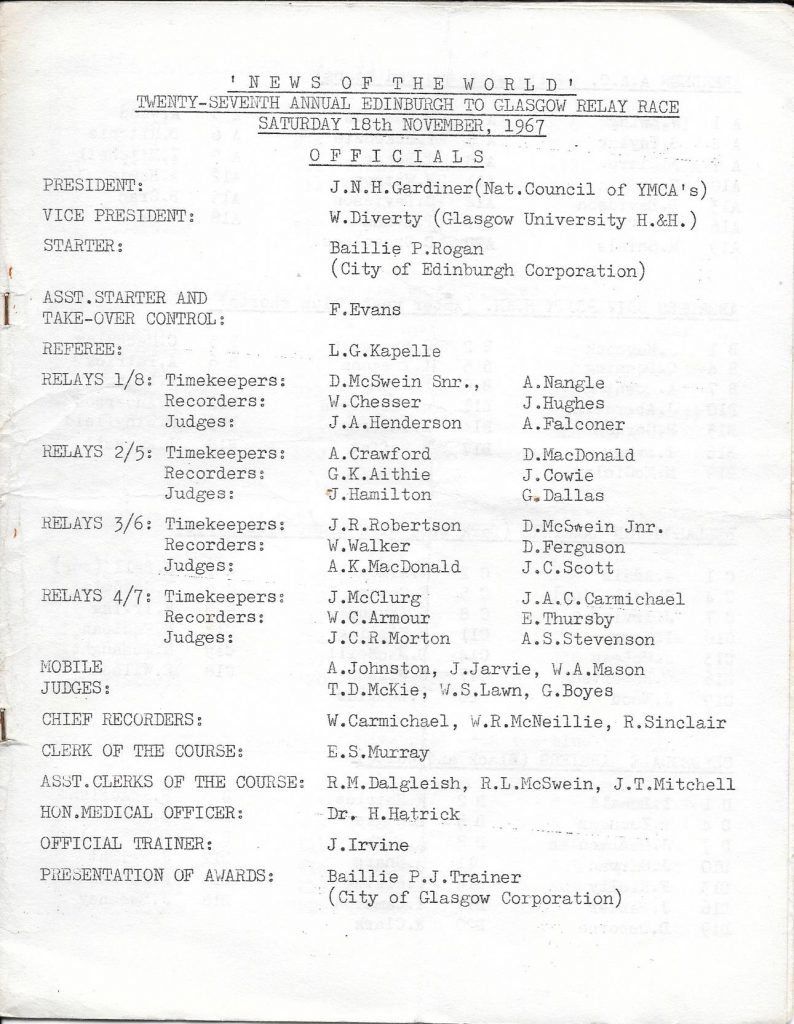 'NEWS OF THE WORLD'
TWENTY-SEVENTH ANNUAL EDINBURGH TO GLASGOW RELAY RACE
SATURDAY 18th NOVEMBER, 1967
OFFICIALS
PRESIDENT: J.N.H.Gardiner(Nat.Council of YMCA's)
VICE PRESIDENT: W.Diverty (Glasgow University H.&H.)
STARTER: Baillie P.Rogan
(City of Edinburgh Corporation)
ASST.STARTER AND
TAKE-OVER CONTROL: F.Evans
REFEREE: L.G.Kapelle
RELAYS 1/8: Timekeepers: D.McSwein Snr., A.Nangle
Recorders: W.Chesser J.Hughes
Judges: J.A.Henderson A.Falconer
RELAYS 2/5: Timekeepers: A.Crawford D.MacDonald
Recorders: G.K.Aithie J.Cowie
Judges: J.Hamilton G.Dallas
RELAYS 3/6: Timekeepers: J.R.Robertson D.McSwein Jnr.
Recorders: W.Walker D.Ferguson
Judges: A.K.MacDonald J.C.Scott
RELAYS 4/7: Timekeepers: J.McClurg J.A.C.Carmichael
Recorders: W.C.Armour E.Thursby
Judges: J.C.R.Morton A.S.Stevenson
MOBILE A.Johnston, J.Jarvie, W.A.Mason
JUDGES: T.D.McKie, W.S.Lawn, G.Boyes
CHIEF RECORDERS: W.Carmichael, W.R.McNeillie, R.Sinclair
CLERK OF THE COURSE: E.S.Murray
ASST.CLERKS OF THE COURSE: R.M.Dalgleish, R.L.McSwein, J.T.Mitchell
HON.MEDICAL OFFICER: Dr. H.Hatrick
OFFICIAL TRAINER: J.Irvine
PRESENTATION OF AWARDS: Baillie P.J.Trainer
(City of Glasgow Corporation)